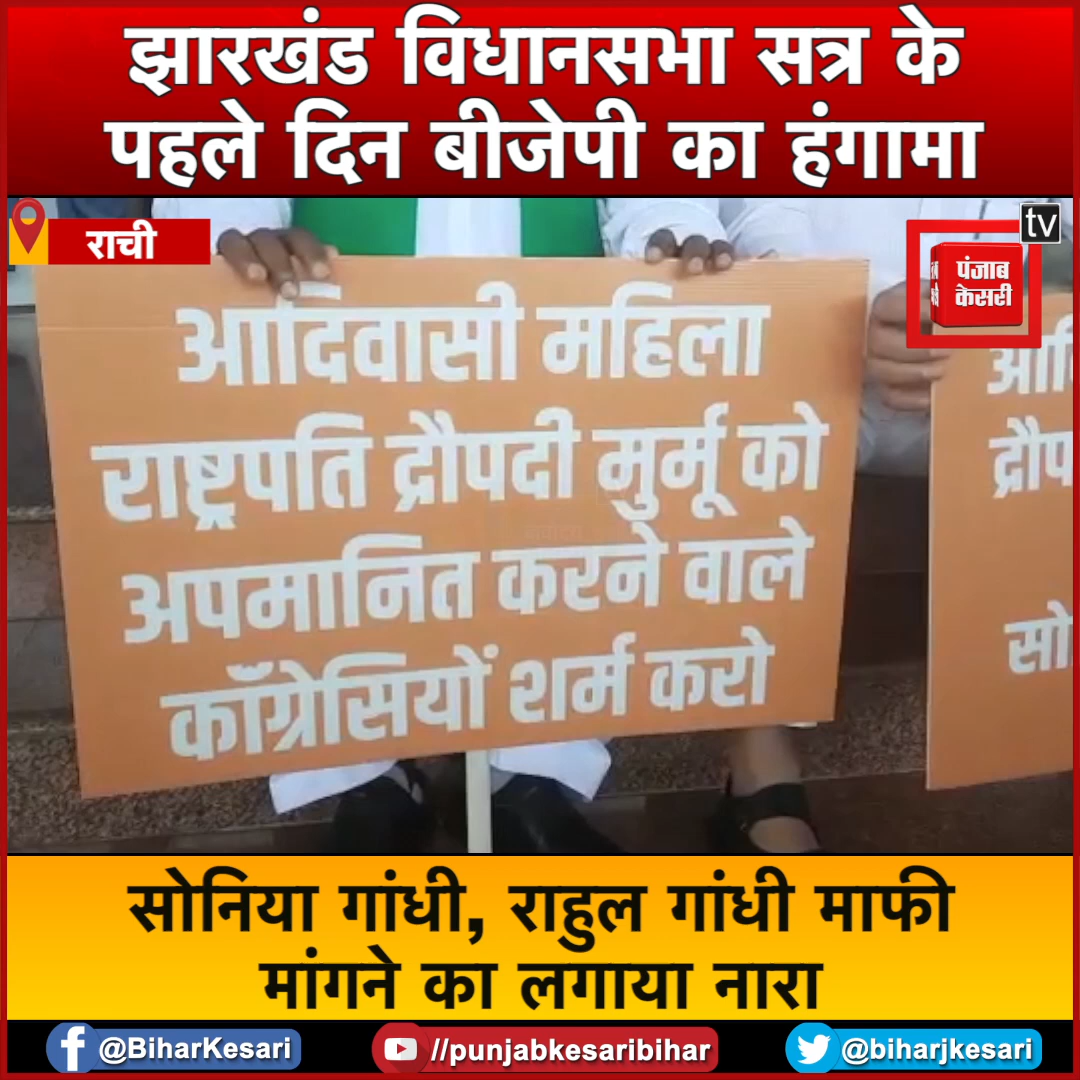 झारखंड विधानसभा सत्र के
पहले दिन बीजेपी का हंगामा
राची
tv
पंजाब
केसरी
आदिवासी महिला
राष्ट्रपति द्रौपदी मुर्मू को
अपमानित करने वाले
काँग्रेसियों शर्म करो
सोनिया गांधी, राहुल गांधी माफी
मांगने का लगाया नारा
@BiharKesari
//punjabkesaribihar
@biharjkesari